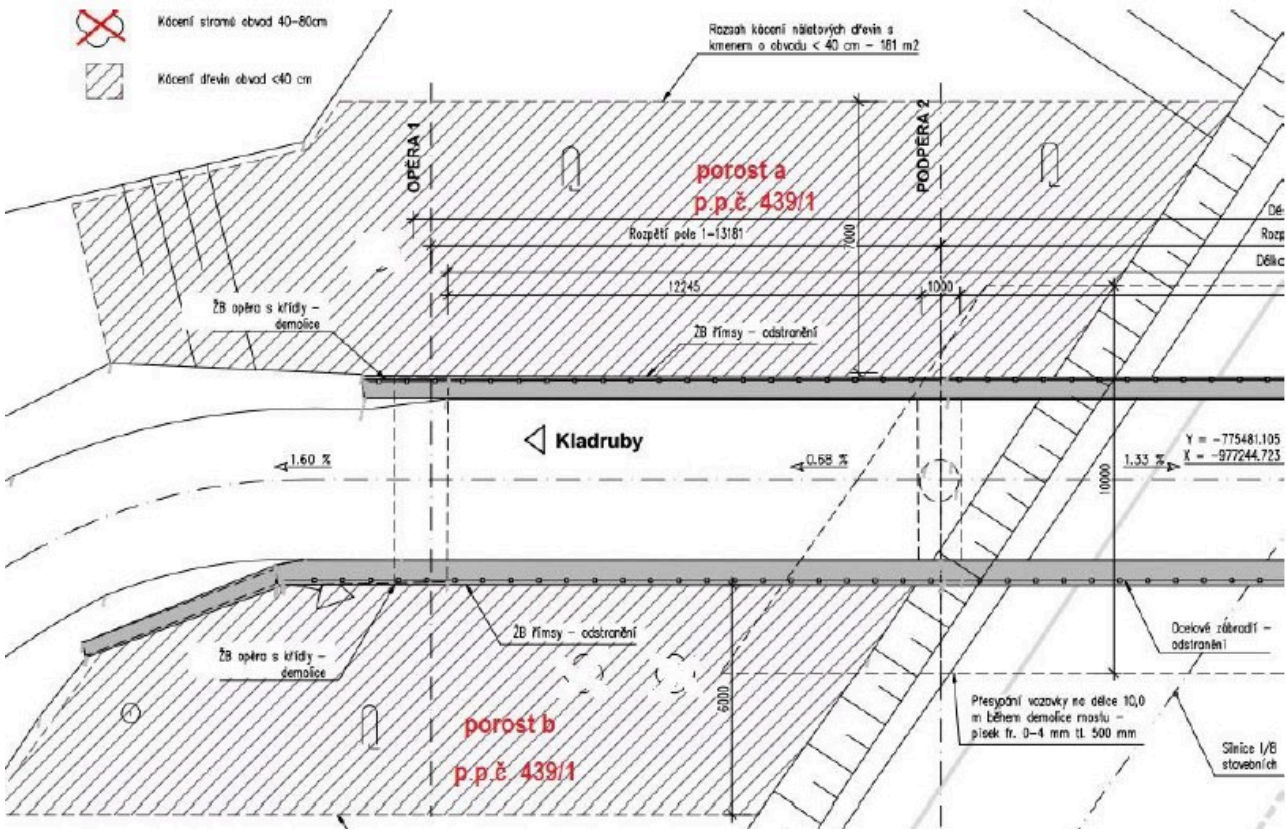 Kácení stromů obvod 40-80cm
Kácení dřevin obvod <40 cm
Rozsah kácení náletových dřevin s
kmenem o obvodu < 40 cm - 181 m2
OPĚRA 1
PODPĚRA 2
porost a
p.p.č. 439/1
Rozpětí pole 1-13181
7000
Dé
Rozp
Délka
12245
1000
ŽB opěra s křídly -
demolice
ŽB římsy - odstranění
Kladruby
1.60 %
0.68 %
1.33 %
Y = -775481.105
X = -977244.723
10000
ŽB římsy - odstranění
ŽB opěra s křídly -
demolice
Ocelové zábradlí -
odstranění
6000
porost b
p.p.č. 439/1
Přesypání vozovky na délce 10,0
m během demolice mostu -
písek fr. 0-4 mm tl. 500 mm
Silnice I/8
stavebních